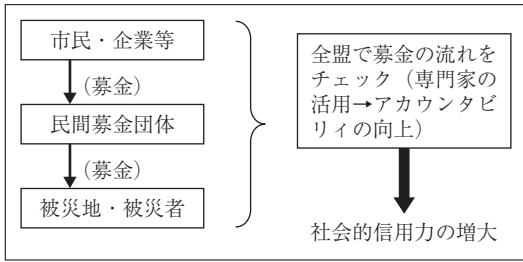 市民・企業等
(募金)
民間募金団体
(募金)
被災地・被災者
全盟で募金の流れを
チェック（専門家の
活用→アカウンタビ
リィの向上）
社会的信用力の増大